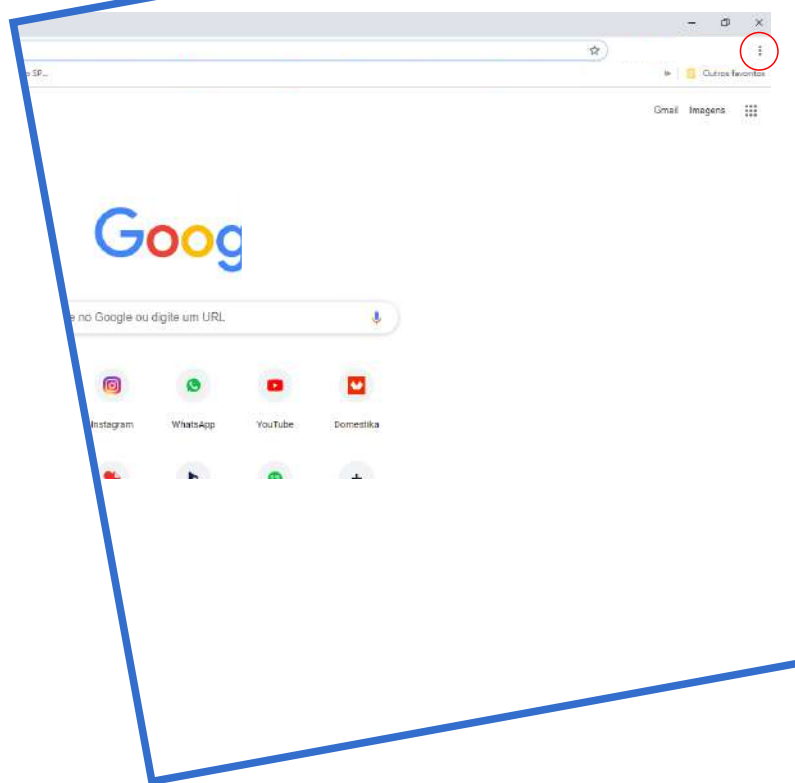 SP...
Outros favoritos
Gmail Imagens
Goog
no Google ou digite um URL
Instagram WhatsApp YouTube Domestika